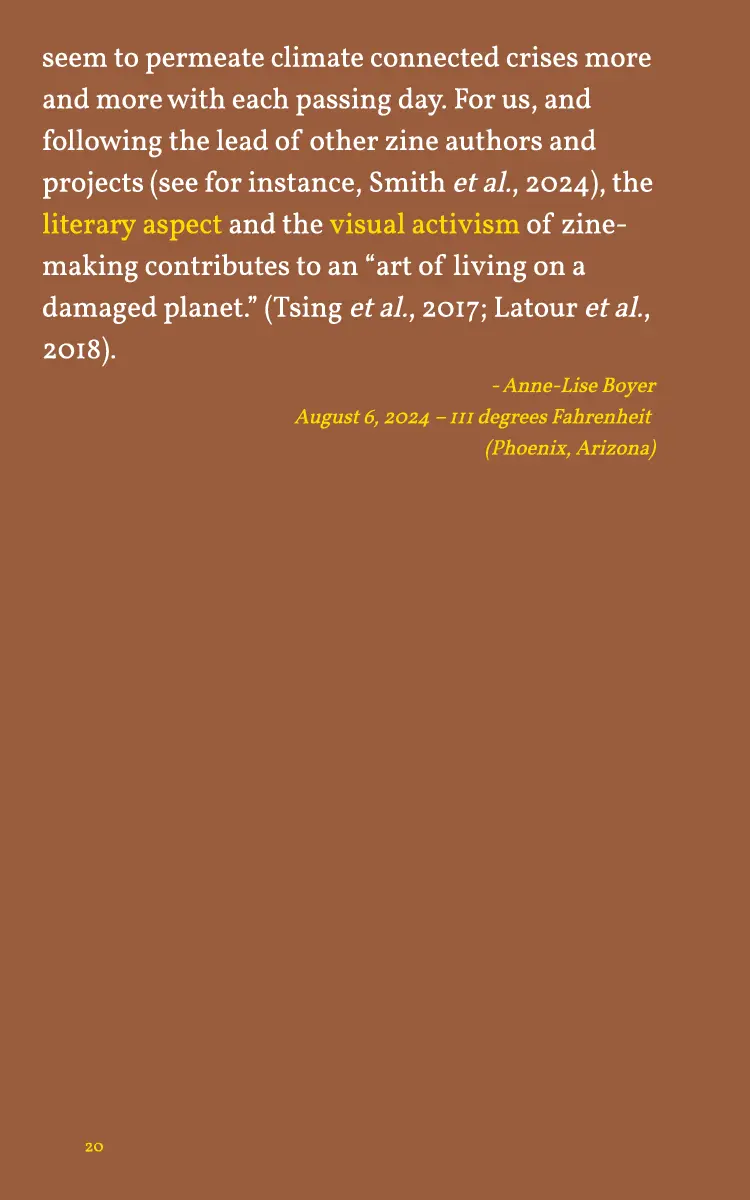 seem to permeate climate connected crises more
and more with each passing day. For us, and
following the lead of other zine authors and
projects (see for instance, Smith et al., 2024), the
literary aspect and the visual activism of zine-
making contributes to an “art of living on a
damaged planet.” (Tsing et al., 2017; Latour et al.,
2018).
- Anne-Lise Boyer
August 6, 2024 – 111 degrees Fahrenheit
(Phoenix, Arizona)
20